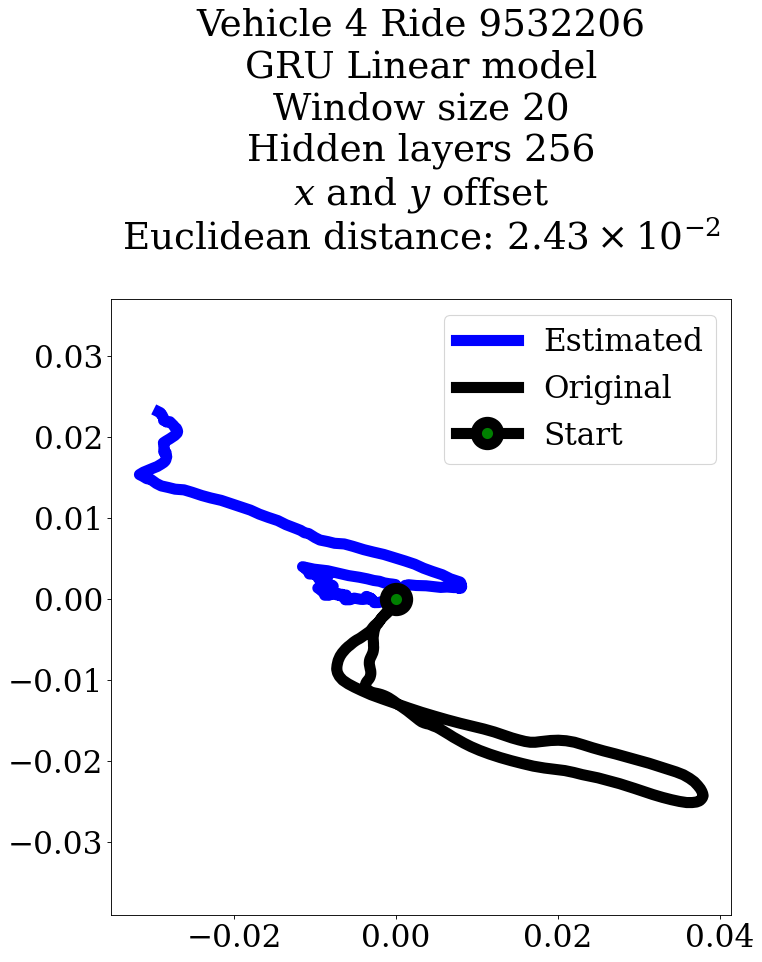 Vehicle 4 Ride 9532206
GRU Linear model
Window size 20
Hidden layers 256
x and y offset
Euclidean distance: 2.43 × 10⁻²
Estimated
Original
Start
0.03
0.02
0.01
0.00
−0.01
−0.02
−0.03
−0.02 0.00 0.02 0.04